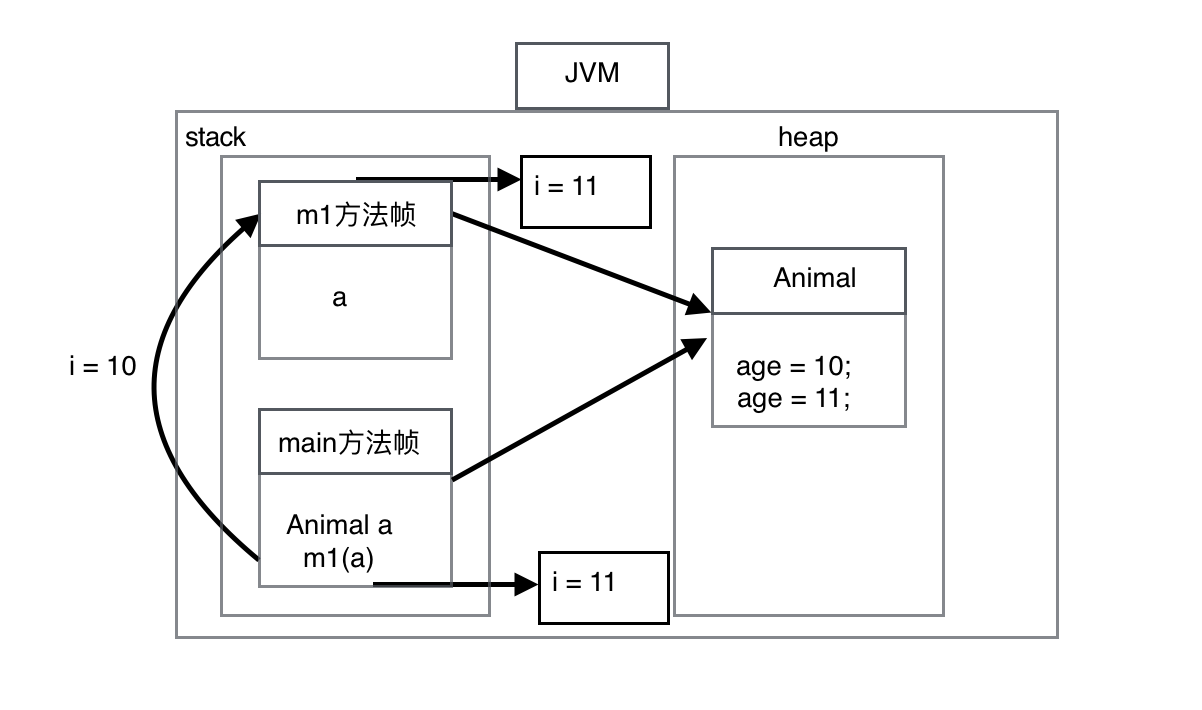 JVM
stack
heap
i = 11
m1方法帧
a
Animal
age = 10;
age = 11;
i = 10
main方法帧
Animal a
m1(a)
i = 11